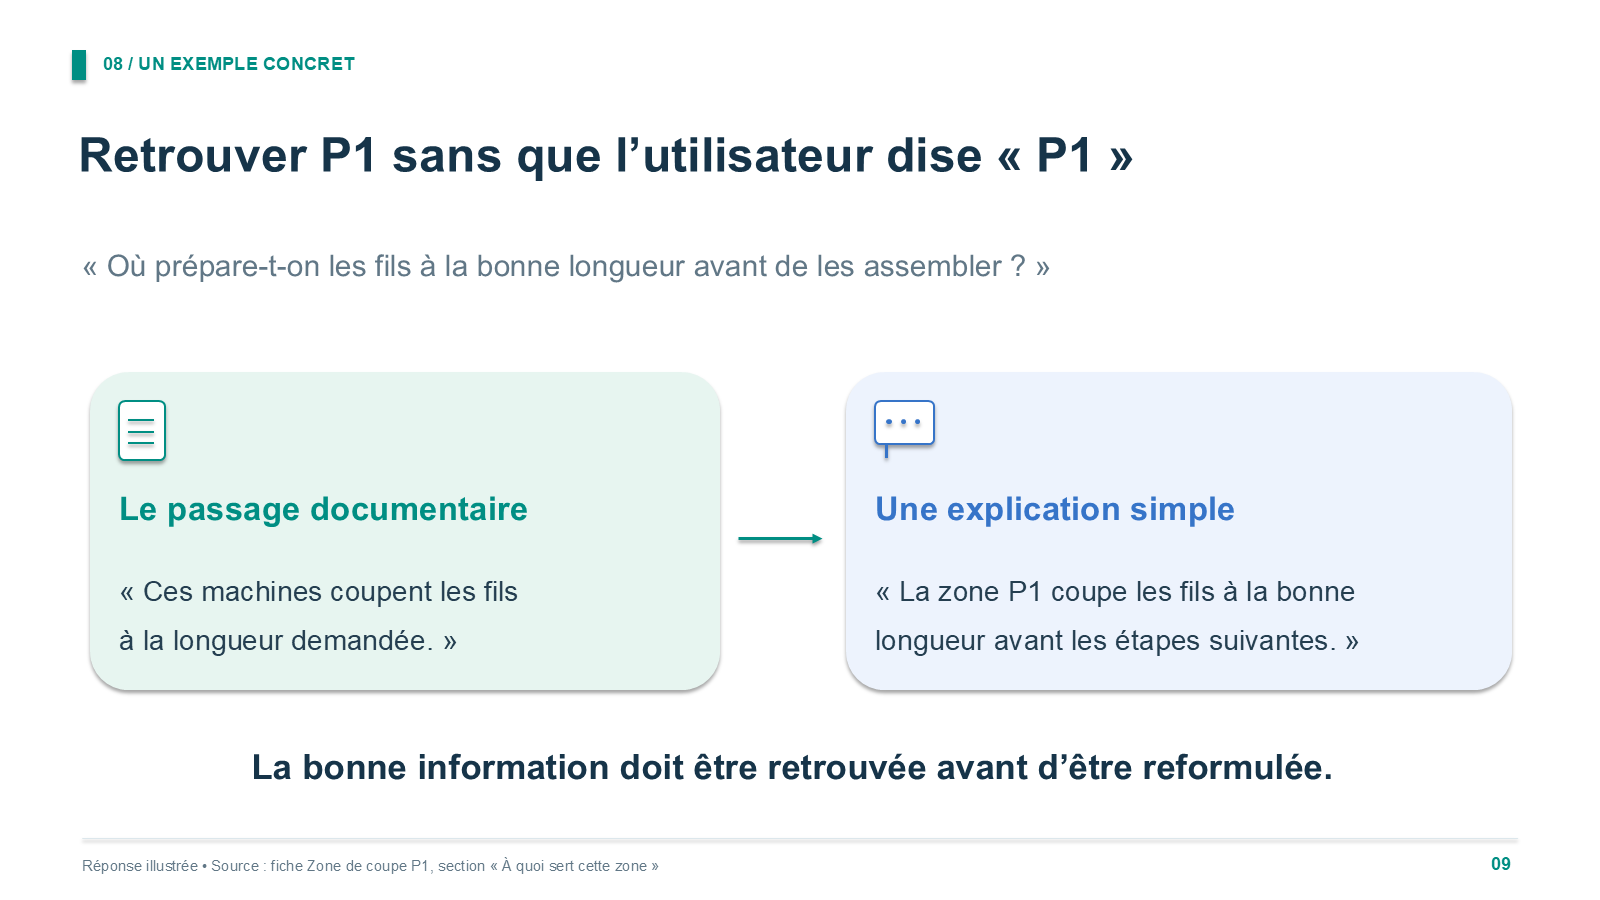 08 / UN EXEMPLE CONCRET
Retrouver P1 sans que l’utilisateur dise « P1 »
« Où prépare-t-on les fils à la bonne longueur avant de les assembler ? »
Le passage documentaire
« Ces machines coupent les fils
à la longueur demandée. »
Une explication simple
« La zone P1 coupe les fils à la bonne
longueur avant les étapes suivantes. »
La bonne information doit être retrouvée avant d’être reformulée.
Réponse illustrée • Source : fiche Zone de coupe P1, section « À quoi sert cette zone »
09